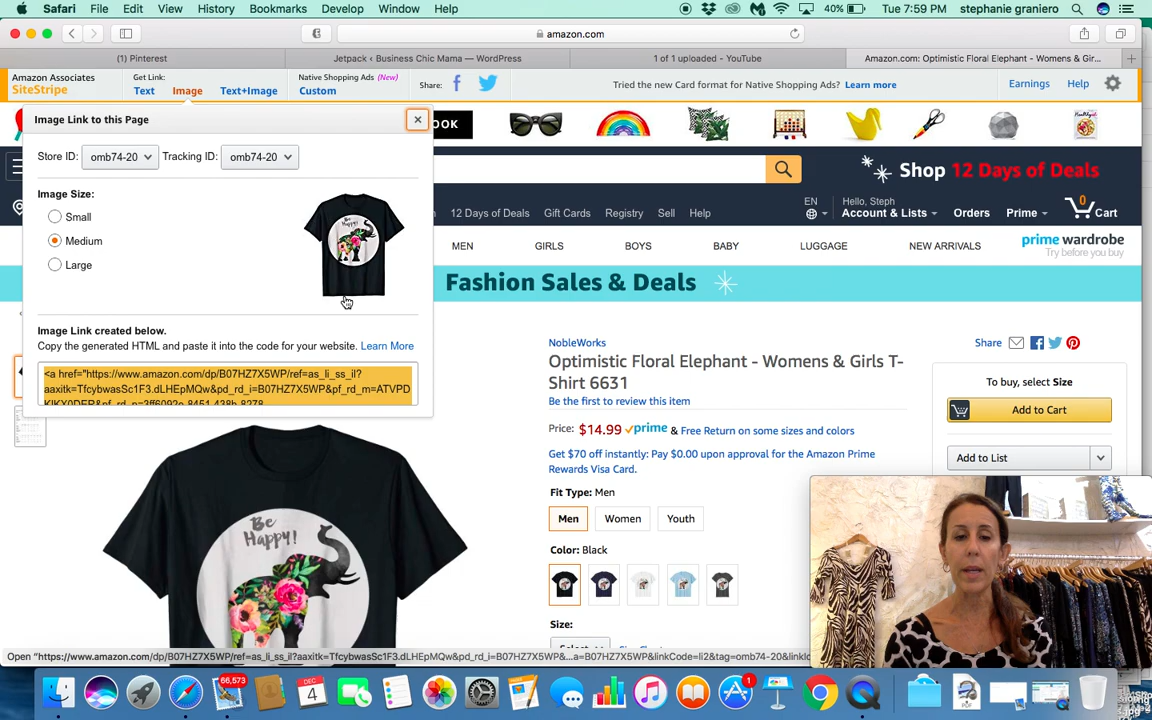 Safari File Edit View History Bookmarks Develop Window Help 40% Tue 7:59 PM stephanie graniero
amazon.com
(1) Pinterest Jetpack ‹ Business Chic Mama — WordPress 1 of 1 uploaded - YouTube Amazon.com: Optimistic Floral Elephant - Womens & Gir...
Amazon Associates Get Link: Native Shopping Ads (New)
SiteStripe Text Image Text+Image Custom Share: Tried the new Card format for Native Shopping Ads? Learn more Earnings Help
Image Link to this Page
OOK
Store ID: omb74-20 Tracking ID: omb74-20
Shop 12 Days of Deals
Image Size:
Small
Medium
Large
Be Happy!
12 Days of Deals Gift Cards Registry Sell Help EN Hello, Steph
Account & Lists Orders Prime 0 Cart
MEN GIRLS BOYS BABY LUGGAGE NEW ARRIVALS prime wardrobe
Try before you buy
Fashion Sales & Deals
Image Link created below.
Copy the generated HTML and paste it into the code for your website. Learn More
<a href="https://www.amazon.com/dp/B07HZ7X5WP/ref=as_li_ss_il?
aaxitk=TfcybwasSc1F3.dLHEpMQw&pd_rd_i=B07HZ7X5WP&pf_rd_m=ATVPD
NobleWorks
Share
Optimistic Floral Elephant - Womens & Girls T-
Shirt 6631
Be the first to review this item
Price: $14.99 prime & Free Return on some sizes and colors
Get $70 off instantly: Pay $0.00 upon approval for the Amazon Prime
Rewards Visa Card.
Fit Type: Men
Men Women Youth
Color: Black
Size:
To buy, select Size
Add to Cart
Add to List
Be
Happy!
Open "https://www.amazon.com/dp/B07HZ7X5WP/ref=as_li_ss_il?aaxitk=TfcybwasSc1F3.dLHEpMQw&pd_rd_i=B07HZ7X5WP&...a=B07HZ7X5WP&linkCode=li2&tag=omb74-20&linkId
66,573
DEC
4
1